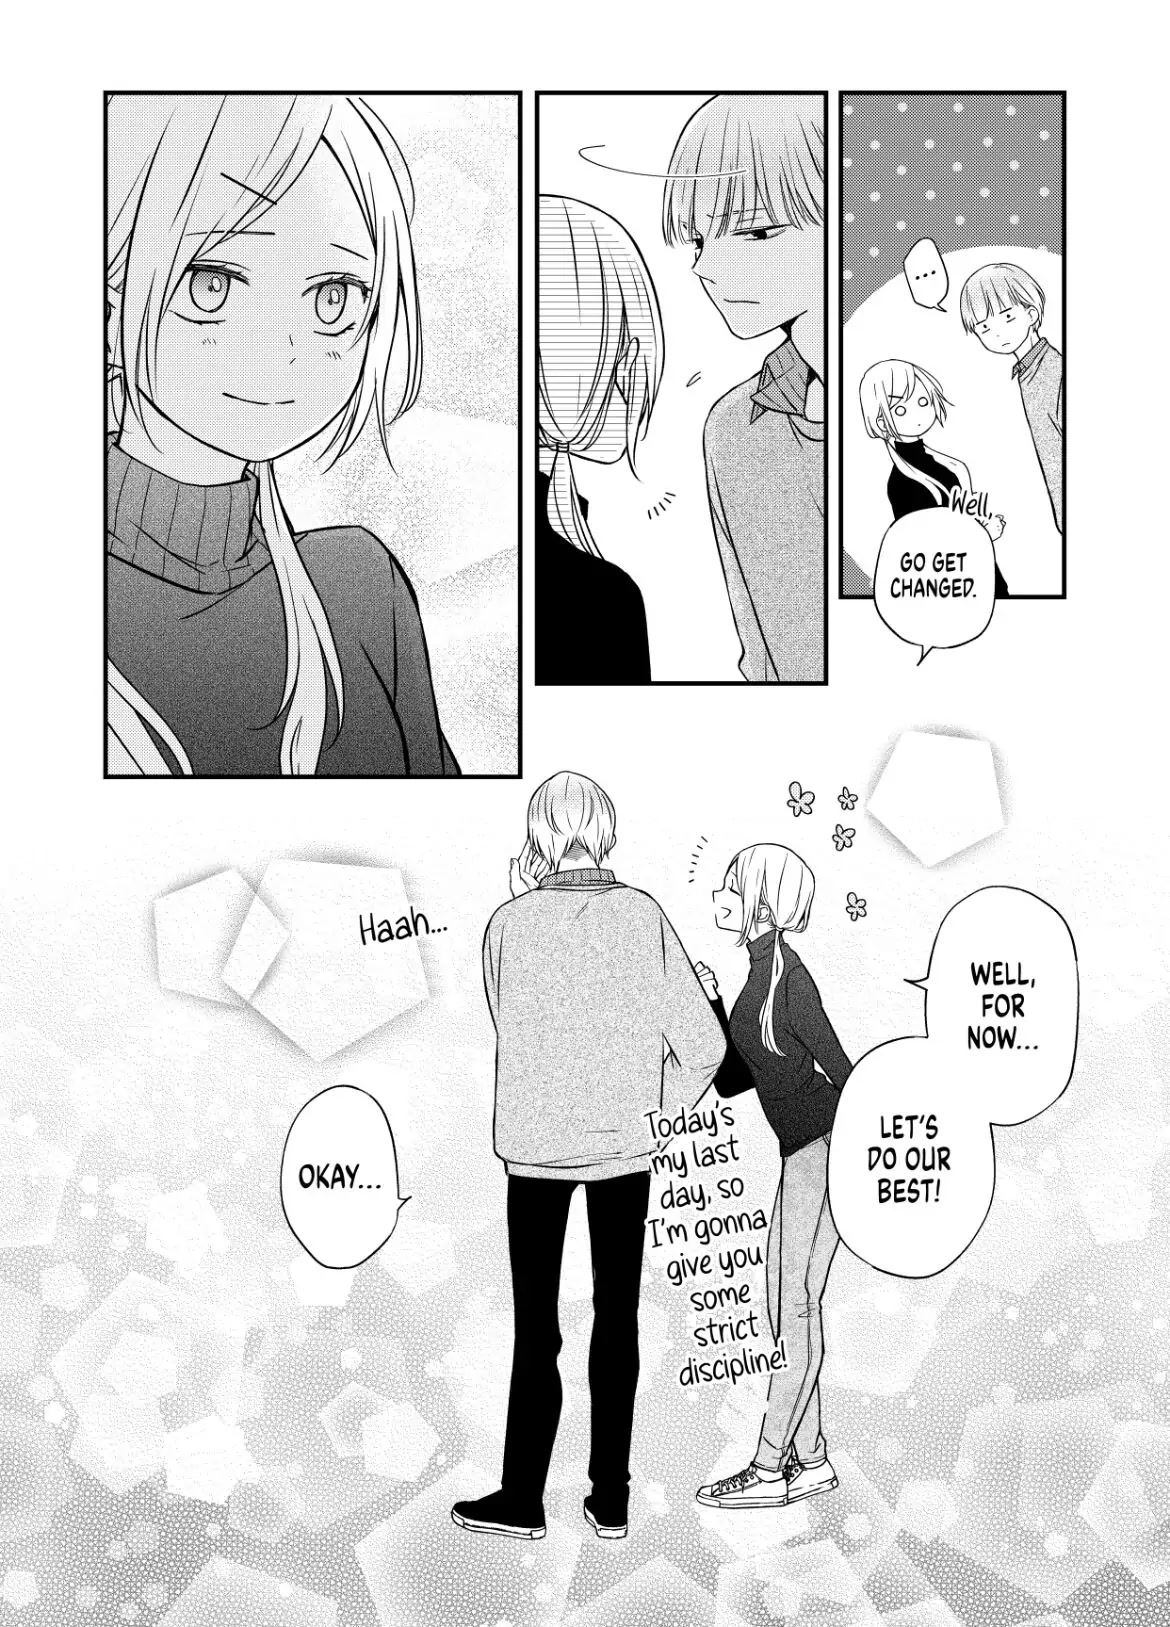 ...
Well,
GO GET
CHANGED.
WELL,
FOR
NOW...
LET'S
DO OUR
BEST!
Today's
my last
day, so
I'm gonna
give you
some
strict
discipline!
Haah...
OKAY...